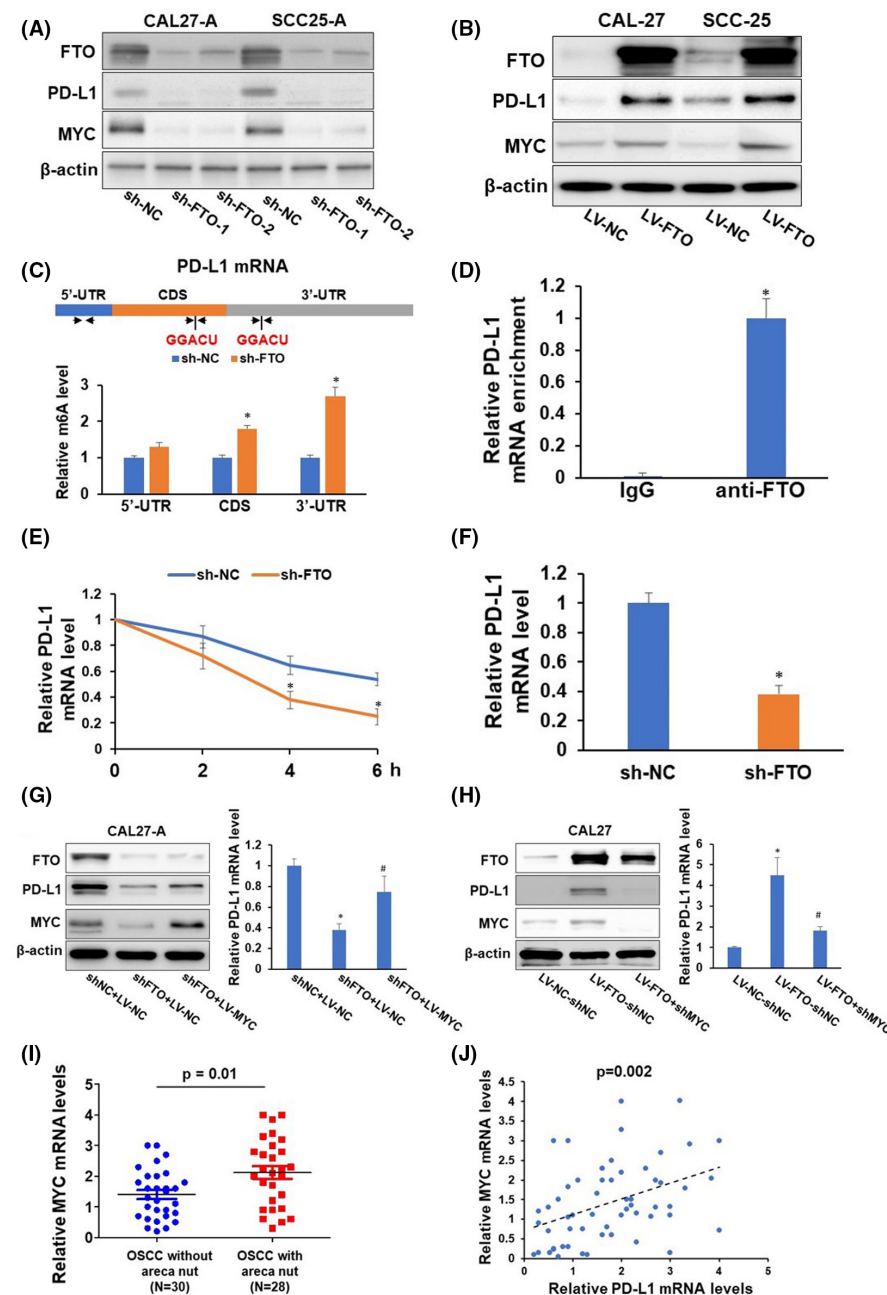 (A)
CAL27-A SCC25-A
FTO
PD-L1
MYC
β-actin
sh-NC sh-FTO-1 sh-FTO-2 sh-NC sh-FTO-1 sh-FTO-2
(B)
CAL-27 SCC-25
FTO
PD-L1
MYC
β-actin
LV-NC LV-FTO LV-NC LV-FTO
(C)
PD-L1 mRNA
5'-UTR CDS 3'-UTR
GGACU GGACU
sh-NC sh-FTO
Relative m6A level
3
2
1
0
* *
5'-UTR CDS 3'-UTR
(D)
Relative PD-L1
mRNA enrichment
1.2
1
0.8
0.6
0.4
0.2
0
*
IgG anti-FTO
(E)
sh-NC sh-FTO
Relative PD-L1
mRNA level
1.2
1
0.8
0.6
0.4
0.2
0
* *
0 2 4 6 h
(F)
Relative PD-L1
mRNA level
1.2
1
0.8
0.6
0.4
0.2
0
*
sh-NC sh-FTO
(G)
CAL27-A
FTO
PD-L1
MYC
β-actin
shNC+LV-NC shFTO+LV-NC shFTO+LV-MYC
Relative PD-L1 mRNA level
1.2
1
0.8
0.6
0.4
0.2
0
* #
shNC+LV-NC shFTO+LV-NC shFTO+LV-MYC
(H)
CAL27
FTO
PD-L1
MYC
β-actin
LV-NC-shNC LV-FTO-shNC LV-FTO+shMYC
Relative PD-L1 mRNA level
6
5
4
3
2
1
0
* #
LV-NC-shNC LV-FTO-shNC LV-FTO+shMYC
(I)
p = 0.01
Relative MYC mRNA levels
5
4
3
2
1
0
OSCC without
areca nut
(N=30)
OSCC with
areca nut
(N=28)
(J)
p=0.002
Relative MYC mRNA levels
4.5
4
3.5
3
2.5
2
1.5
1
0.5
0
0 1 2 3 4 5
Relative PD-L1 mRNA levels